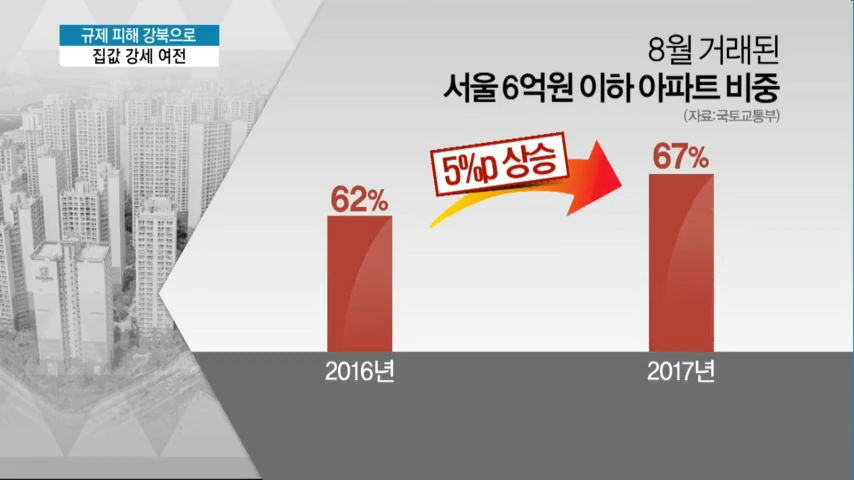 규제 피해 강북으로
집값 강세 여전
8월 거래된
서울 6억원 이하 아파트 비중
(자료:국토교통부)
5%p 상승
62%
67%
2016년
2017년